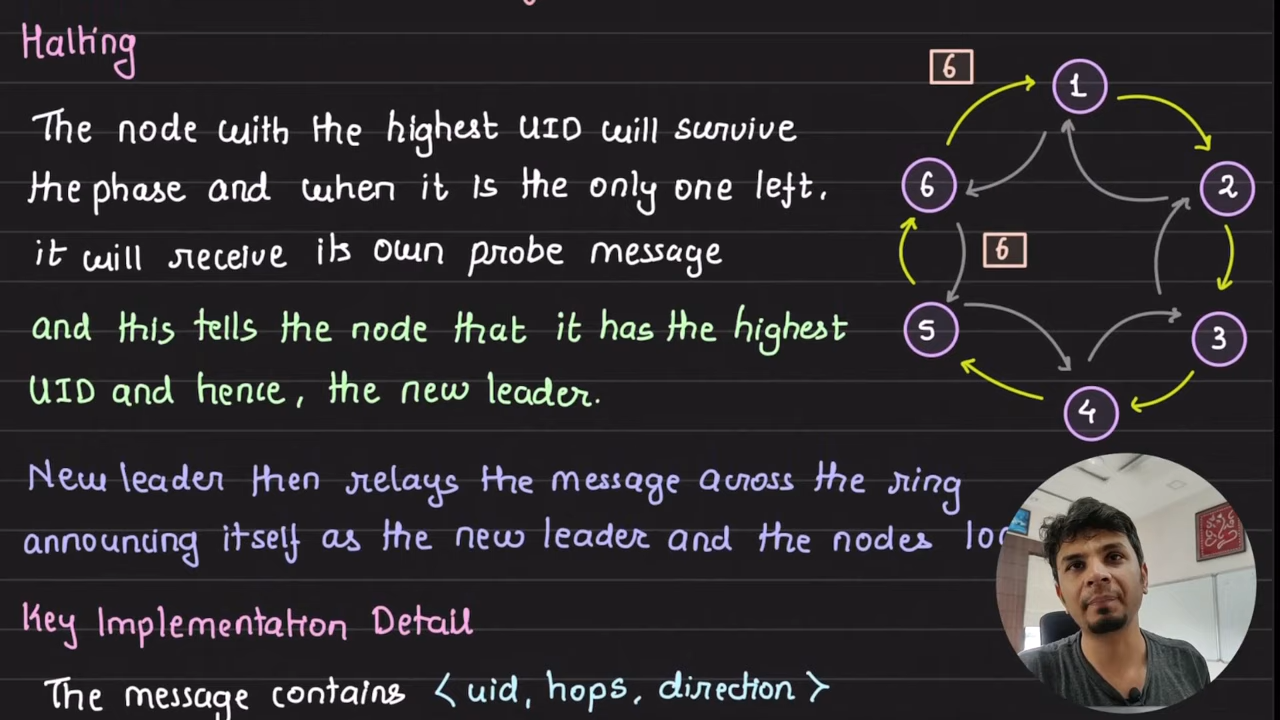 Halting
The node with the highest UID will survive
the phase and when it is the only one left.
it will receive its own probe message
and this tells the node that it has the highest
UID and hence, the new leader.
New leader then relays the message across the ring
announcing itself as the new leader and the nodes
Key Implementation Detail
The message contains < uid, hops, direction >
6
1
6
2
6
5
3
4